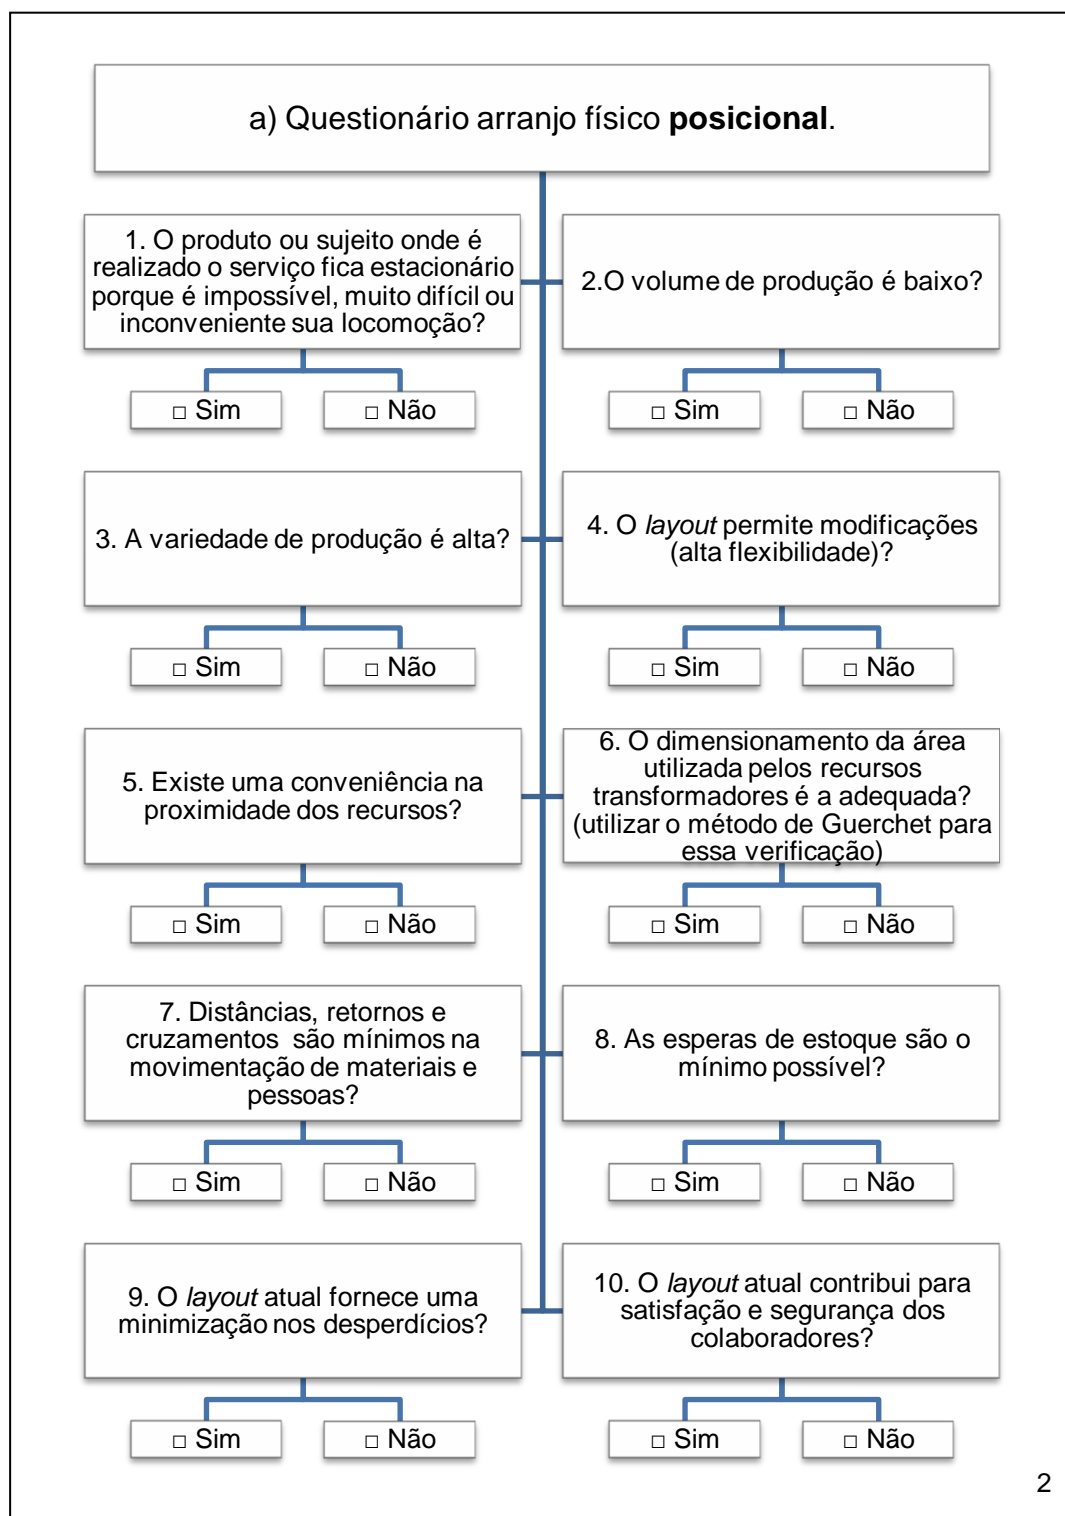 a) Questionário arranjo físico posicional.
1. O produto ou sujeito onde é
realizado o serviço fica estacionário
porque é impossível, muito difícil ou
inconveniente sua locomoção?
□ Sim
□ Não
2.O volume de produção é baixo?
□ Sim
□ Não
3. A variedade de produção é alta?
□ Sim
□ Não
4. O layout permite modificações
(alta flexibilidade)?
□ Sim
□ Não
5. Existe uma conveniência na
proximidade dos recursos?
□ Sim
□ Não
6. O dimensionamento da área
utilizada pelos recursos
transformadores é a adequada?
(utilizar o método de Guerchet para
essa verificação)
□ Sim
□ Não
7. Distâncias, retornos e
cruzamentos são mínimos na
movimentação de materiais e
pessoas?
□ Sim
□ Não
8. As esperas de estoque são o
mínimo possível?
□ Sim
□ Não
9. O layout atual fornece uma
minimização nos desperdícios?
□ Sim
□ Não
10. O layout atual contribui para
satisfação e segurança dos
colaboradores?
□ Sim
□ Não
2